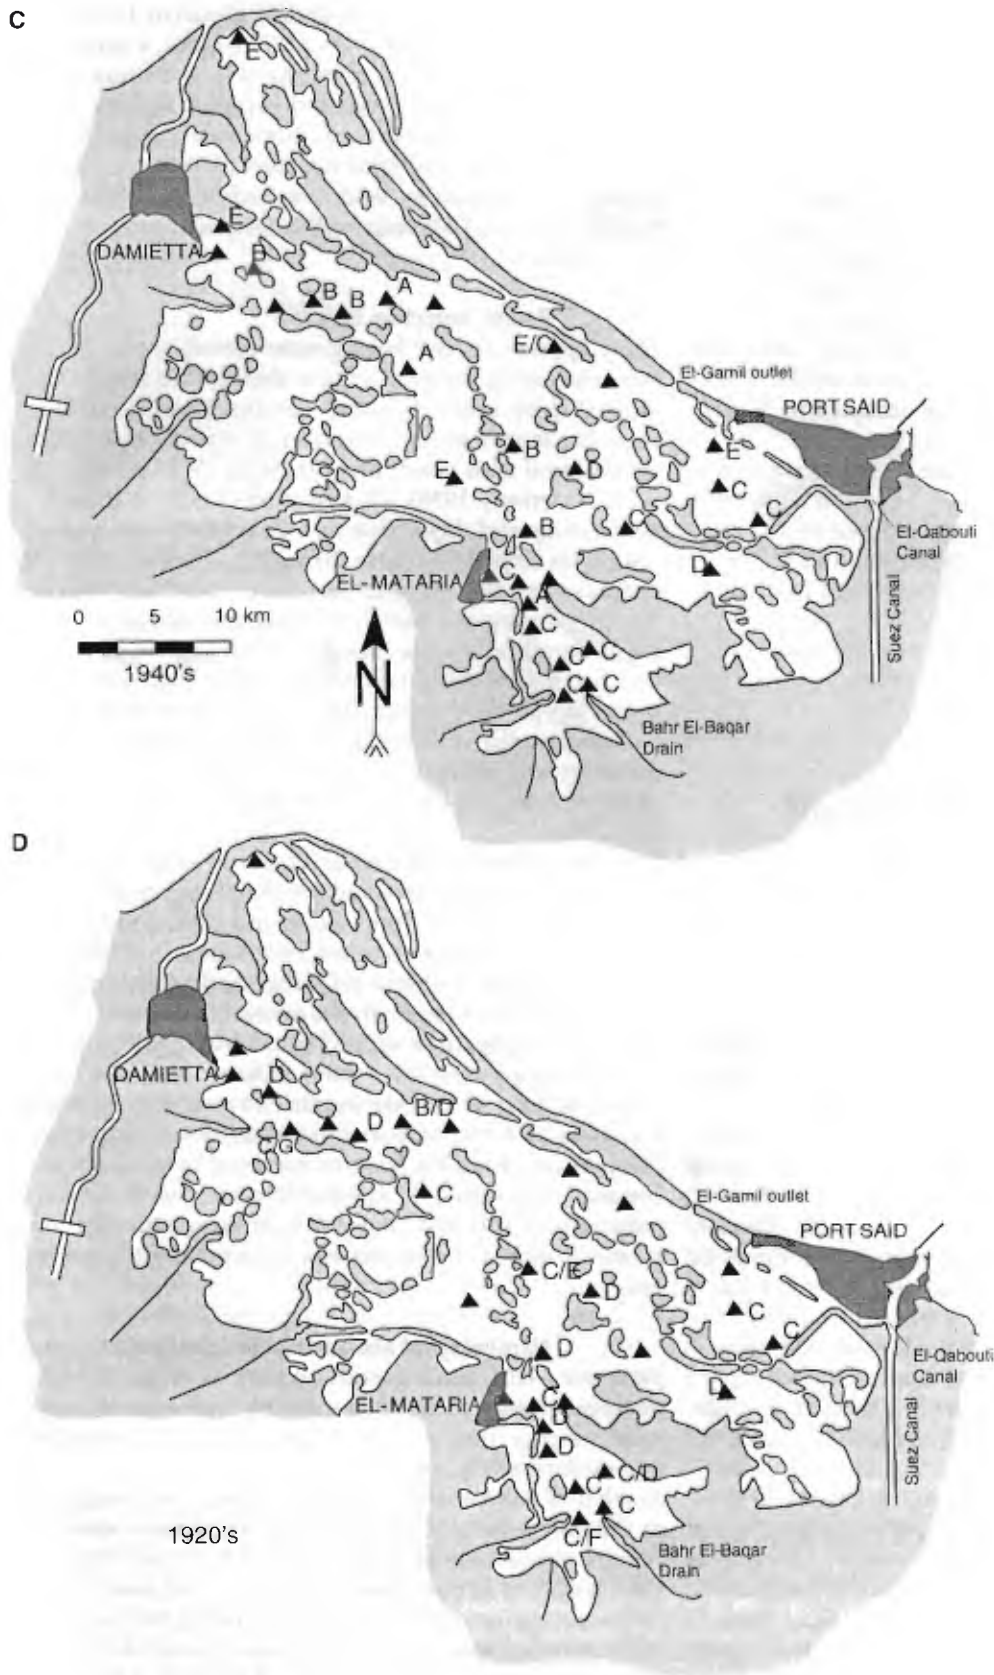 C
E
E
DAMIETTA
B
B
B
A
A
E/C
El-Gamil outlet
PORT SAID
B
E
D
E
C
C
C
B
El-Qabouti
Canal
D
EL-MATARIA
C
A
C
C
C
C
C
Suez Canal
0 5 10 km
1940's
N
Bahr El-Baqar
Drain
D
DAMIETTA
D
D
B/D
C
El-Gamil outlet
PORT SAID
C/E
D
C
C
D
El-Qabouti
Canal
D
EL-MATARIA
C
D
D
C/D
C
C
C/F
Suez Canal
1920's
Bahr El-Baqar
Drain